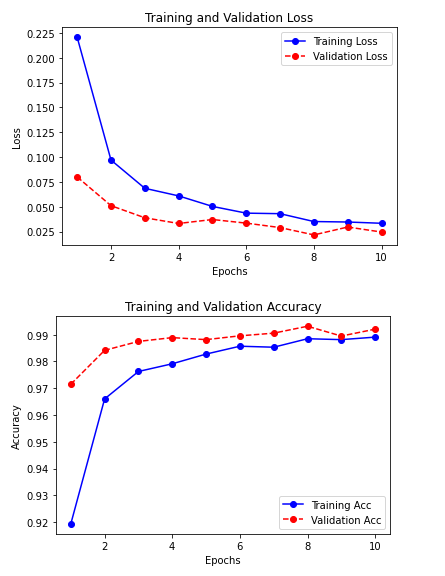 Training and Validation Loss
0.225
0.200
0.175
0.150
0.125
0.100
0.075
0.050
0.025
Loss
Training Loss
Validation Loss
2 4 6 8 10
Epochs
Training and Validation Accuracy
0.99
0.98
0.97
0.96
0.95
0.94
0.93
0.92
Accuracy
Training Acc
Validation Acc
2 4 6 8 10
Epochs